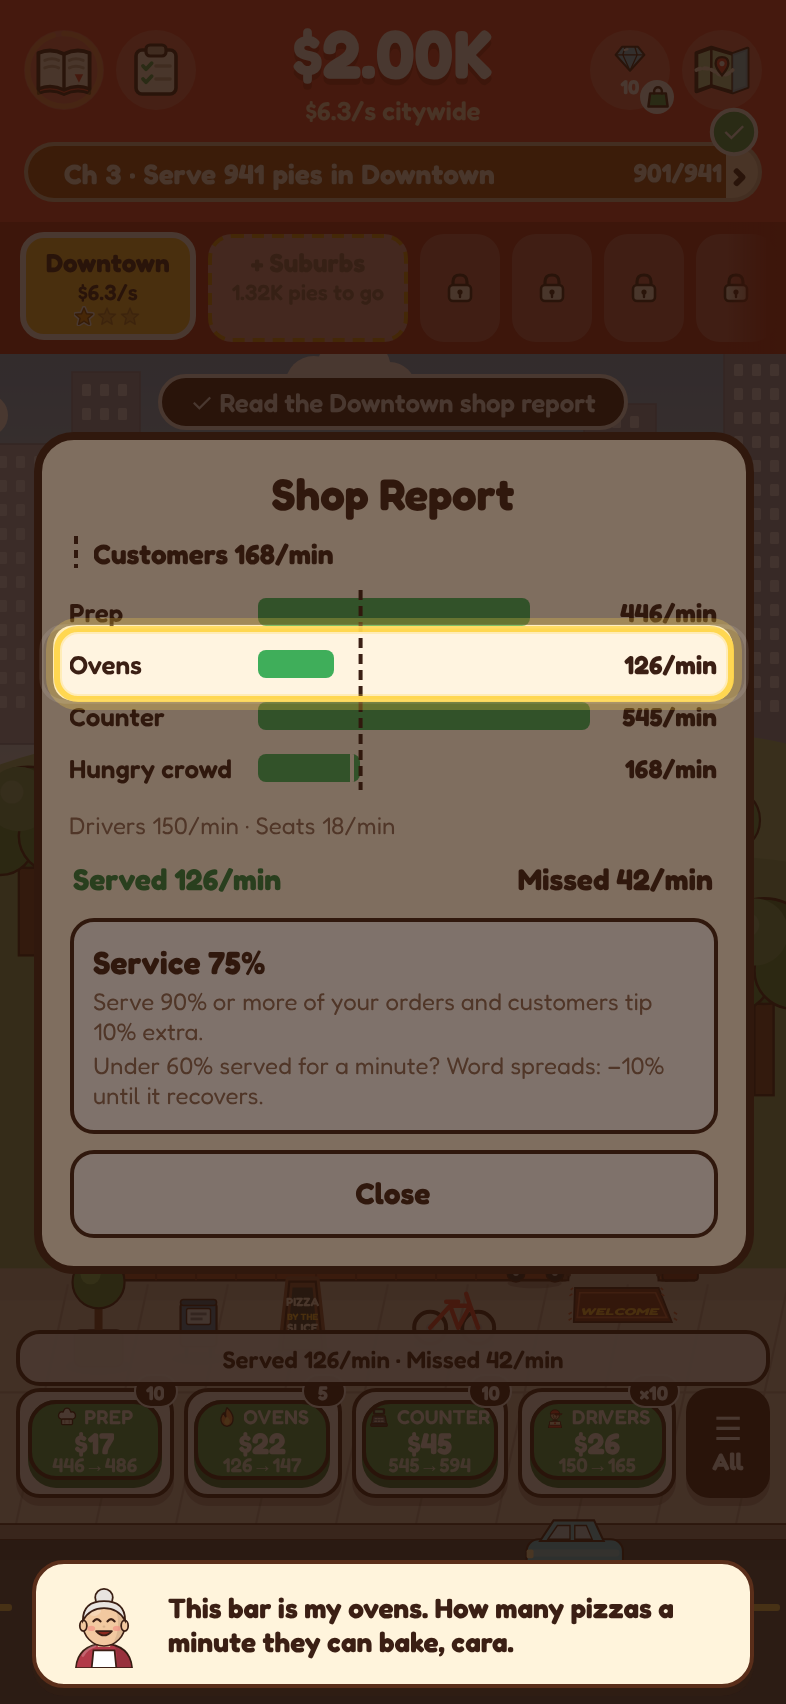 $2.00K
$6.3/s citywide
10
Ch 3 · Serve 941 pies in Downtown
901/941
Downtown
$6.3/s
+ Suburbs
1.32K pies to go
✓ Read the Downtown shop report
Shop Report
Customers 168/min
Prep 446/min
Ovens 126/min
Counter 545/min
Hungry crowd 168/min
Drivers 150/min · Seats 18/min
Served 126/min Missed 42/min
Service 75%
Serve 90% or more of your orders and customers tip
10% extra.
Under 60% served for a minute? Word spreads: −10%
until it recovers.
Close
PIZZA
BY THE
SLICE
WELCOME
Served 126/min · Missed 42/min
10
PREP
$17
446→486
5
OVENS
$22
126→147
10
COUNTER
$45
545→594
x10
DRIVERS
$26
150→165
All
This bar is my ovens. How many pizzas a
minute they can bake, cara.